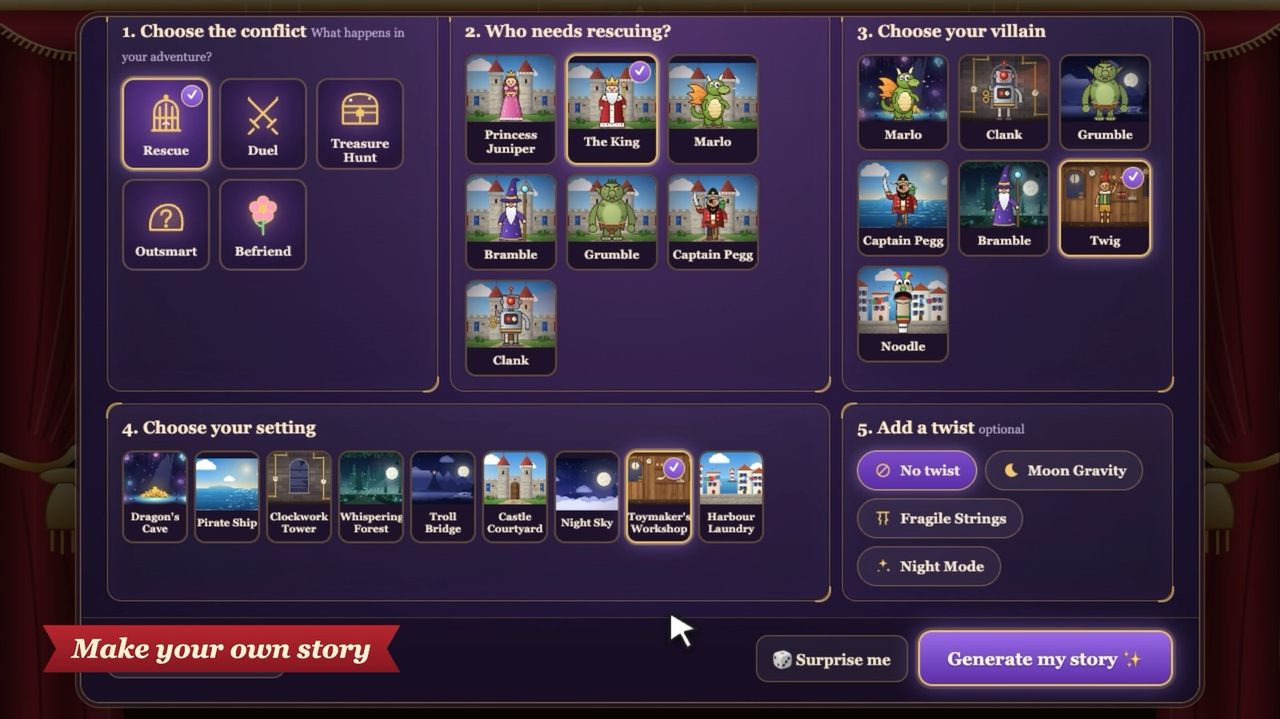 1. Choose the conflict What happens in
your adventure?
Rescue
Duel
Treasure
Hunt
Outsmart
Befriend
2. Who needs rescuing?
Princess
Juniper
The King
Marlo
Bramble
Grumble
Captain Pegg
Clank
3. Choose your villain
Marlo
Clank
Grumble
Captain Pegg
Bramble
Twig
Noodle
4. Choose your setting
Dragon's
Cave
Pirate Ship
Clockwork
Tower
Whispering
Forest
Troll
Bridge
Castle
Courtyard
Night Sky
Toymaker's
Workshop
Harbour
Laundry
5. Add a twist optional
No twist
Moon Gravity
Fragile Strings
Night Mode
Make your own story
Surprise me
Generate my story